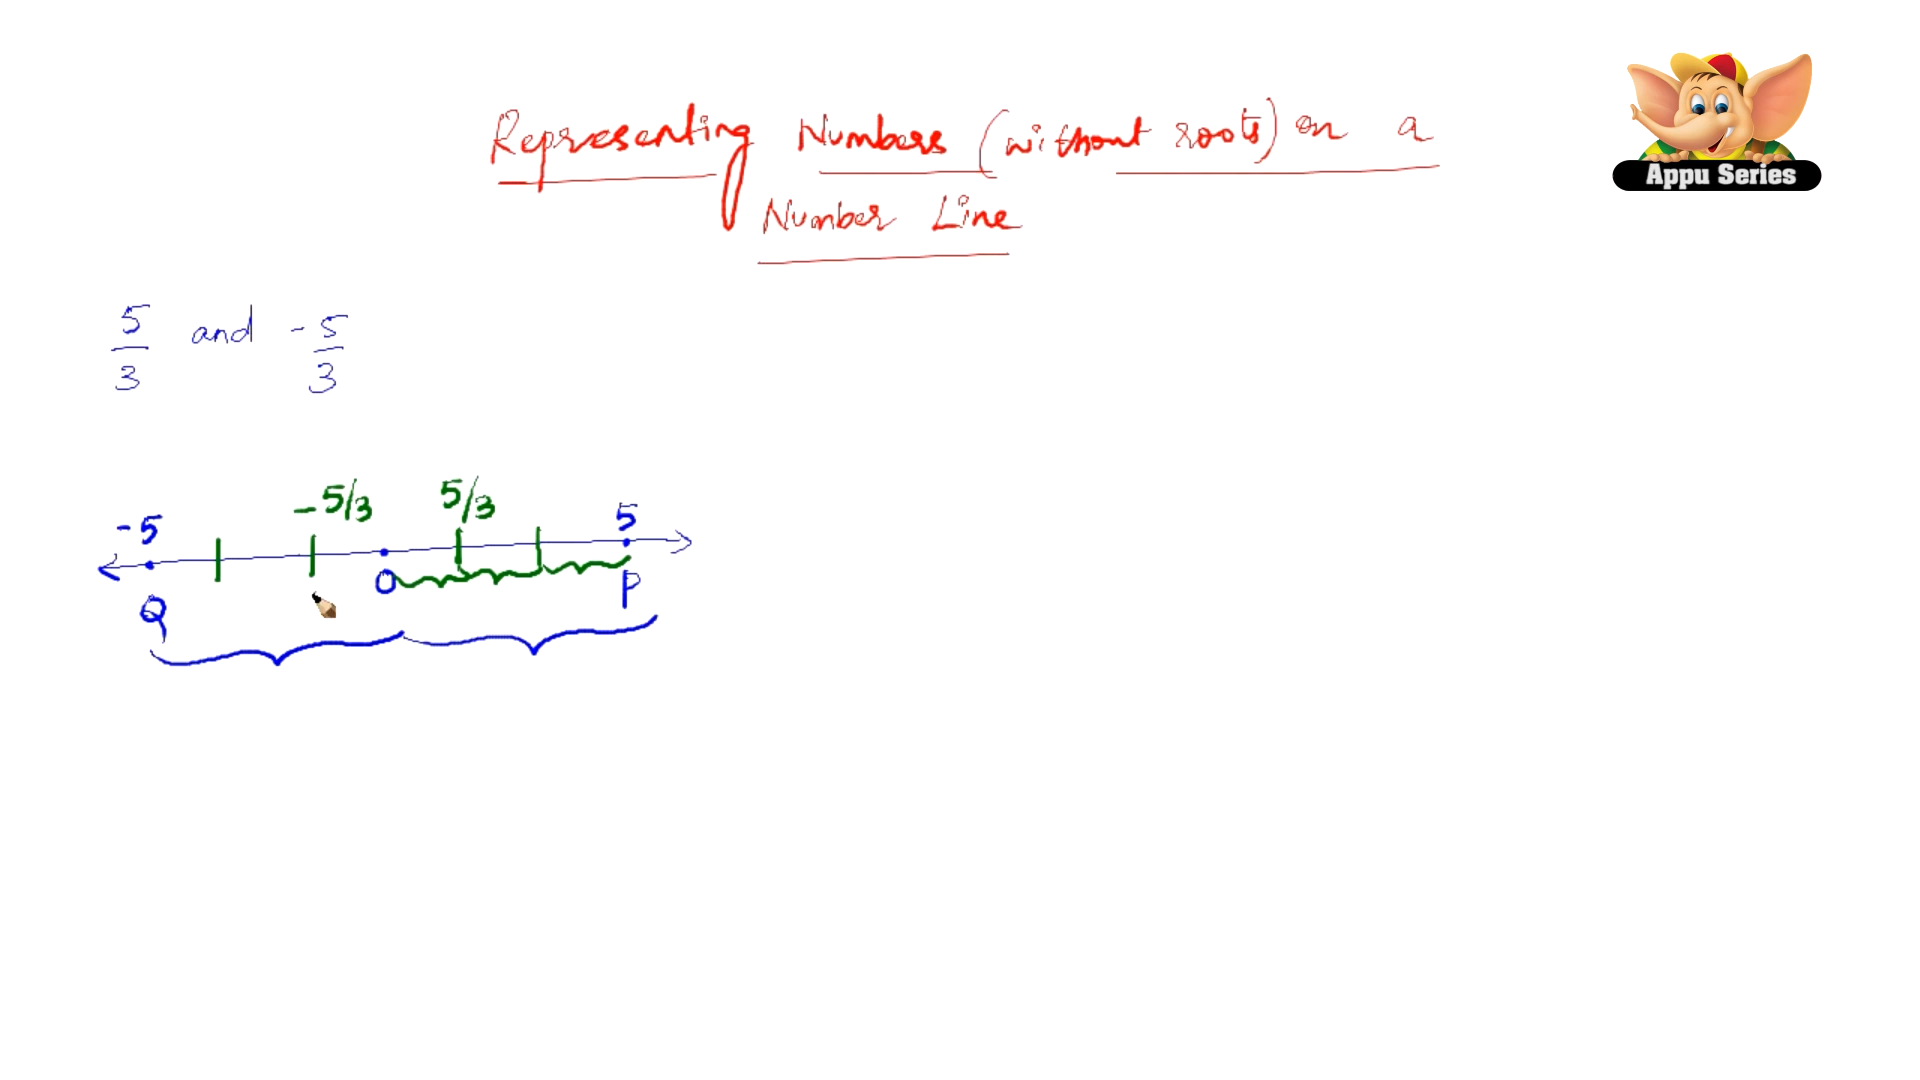 Representing Numbers (without roots) on a
Number Line
Appu Series
5/3 and -5/3
-5 -5/3 5/3 5
Q O P